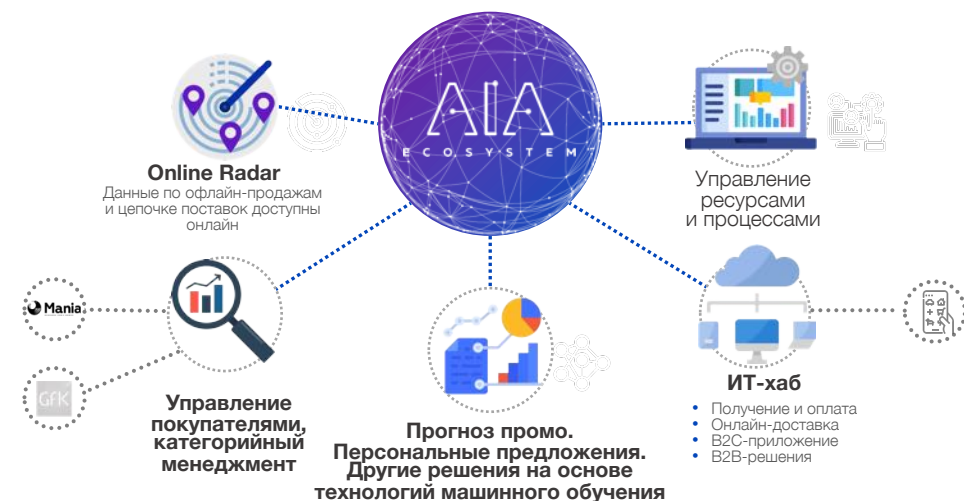 AIA
ECOSYSTEM
Online Radar
Данные по офлайн-продажам
и цепочке поставок доступны
онлайн
Управление
ресурсами
и процессами
Mania
GFK
Управление
покупателями,
категорийный
менеджмент
Прогноз промо.
Персональные предложения.
Другие решения на основе
технологий машинного обучения
ИТ-хаб
• Получение и оплата
• Онлайн-доставка
• B2C-приложение
• B2B-решения